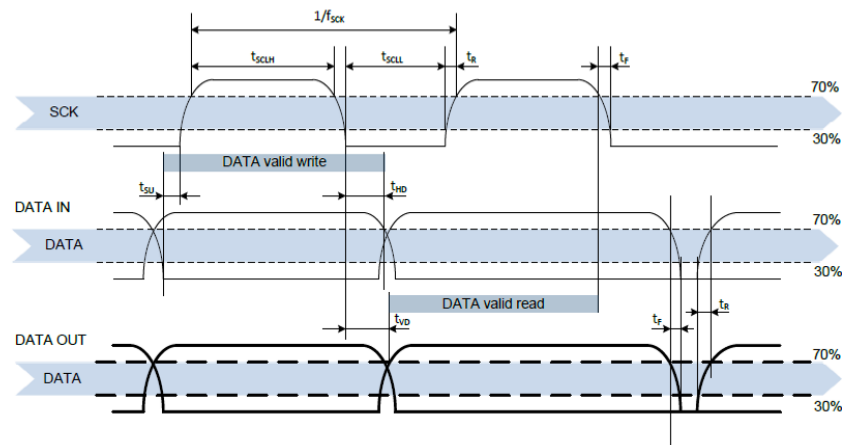 1/fSCK
tSCLH
tSCLL
tR
tF
70%
SCK
30%
DATA valid write
tSU
tHD
DATA IN
70%
DATA
30%
DATA valid read
tVD
tF
tR
DATA OUT
70%
DATA
30%